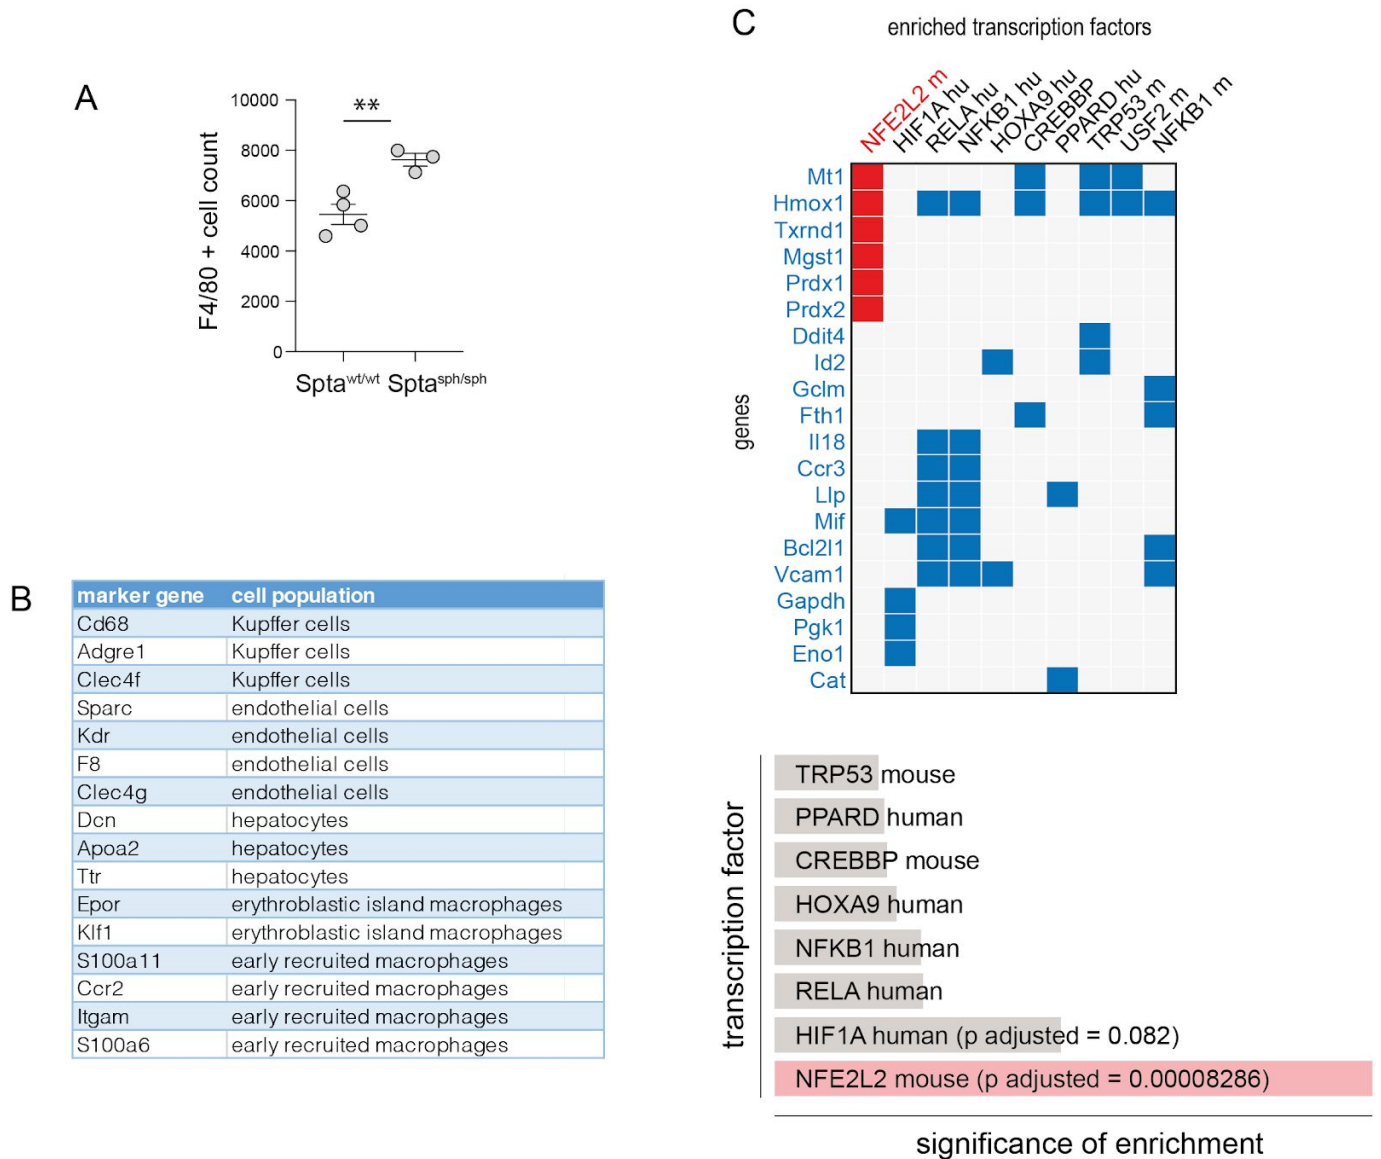 A
10000
8000
6000
4000
2000
0
**
F4/80 + cell count
Spta^wt/wt Spta^sph/sph
B
marker gene cell population
Cd68 Kupffer cells
Adgre1 Kupffer cells
Clec4f Kupffer cells
Sparc endothelial cells
Kdr endothelial cells
F8 endothelial cells
Clec4g endothelial cells
Dcn hepatocytes
Apoa2 hepatocytes
Ttr hepatocytes
Epor erythroblastic island macrophages
Klf1 erythroblastic island macrophages
S100a11 early recruited macrophages
Ccr2 early recruited macrophages
Itgam early recruited macrophages
S100a6 early recruited macrophages
C
enriched transcription factors
NFE2L2 m
HIF1A hu
RELA hu
NFKB1 hu
HOXA9 hu
CREBBP
PPARD hu
TRP53 m
USF2 m
NFKB1 m
genes
Mt1
Hmox1
Txrnd1
Mgst1
Prdx1
Prdx2
Ddit4
Id2
Gclm
Fth1
Il18
Ccr3
Llp
Mif
Bcl2l1
Vcam1
Gapdh
Pgk1
Eno1
Cat
transcription factor
TRP53 mouse
PPARD human
CREBBP mouse
HOXA9 human
NFKB1 human
RELA human
HIF1A human (p adjusted = 0.082)
NFE2L2 mouse (p adjusted = 0.00008286)
significance of enrichment